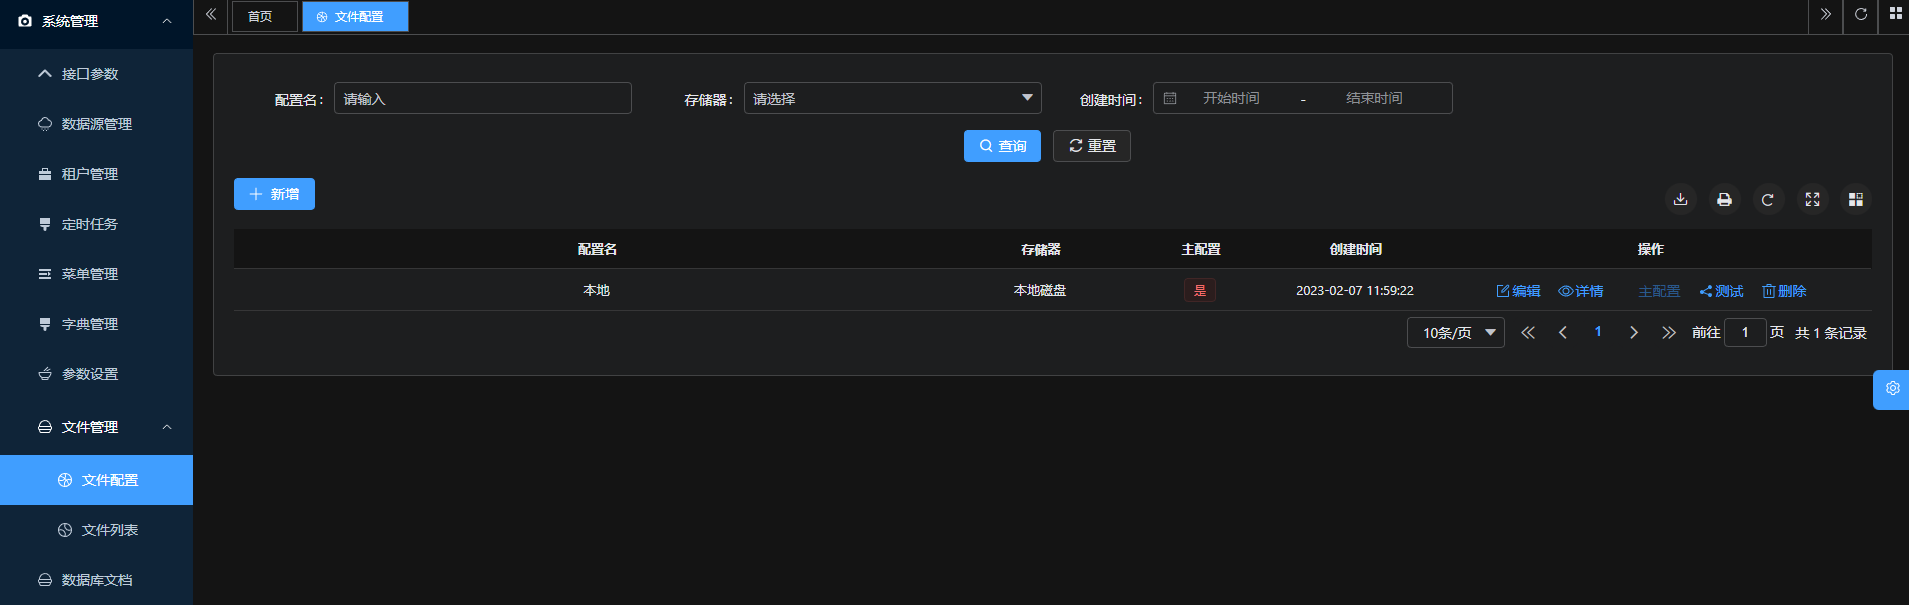 系统管理
接口参数
数据源管理
租户管理
定时任务
菜单管理
字典管理
参数设置
文件管理
文件配置
文件列表
数据库文档
首页 文件配置
配置名： 请输入 存储器： 请选择 创建时间： 开始时间 - 结束时间
查询 重置
新增
配置名 存储器 主配置 创建时间 操作
本地 本地磁盘 是 2023-02-07 11:59:22 编辑 详情 主配置 测试 删除
10条/页 1 前往 1 页 共 1 条记录